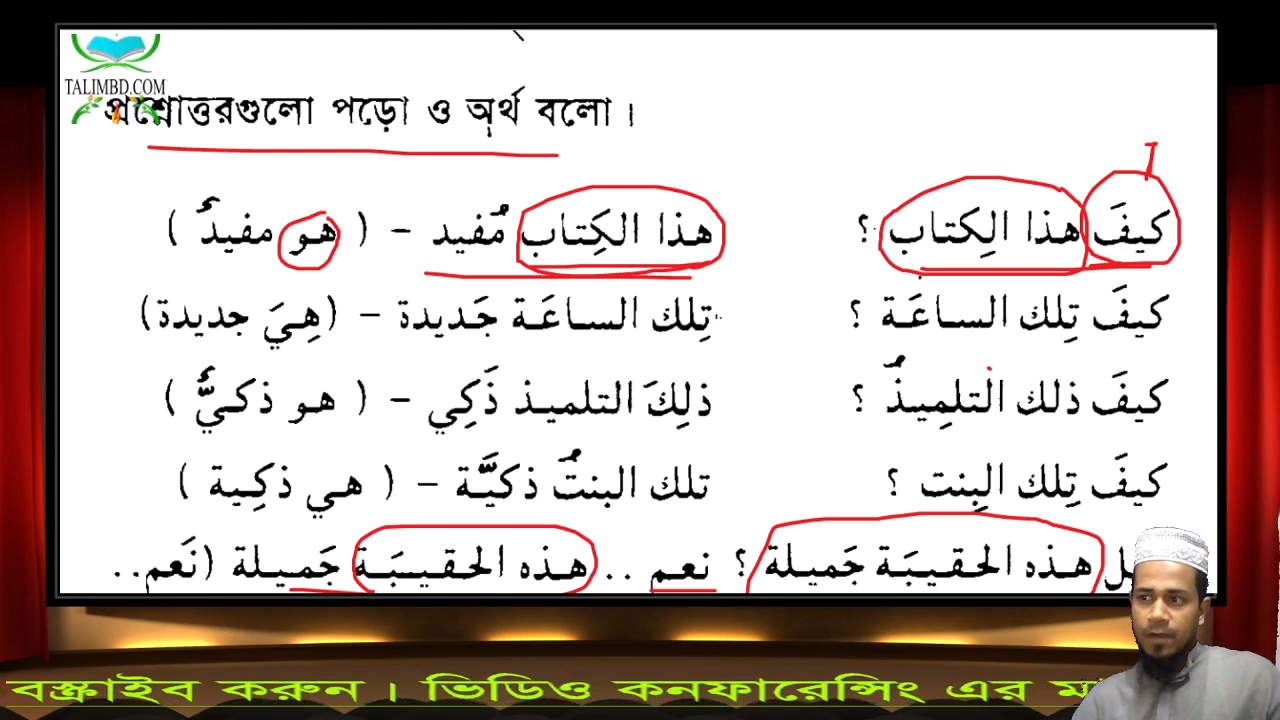 TALIMBD.COM
প্রশ্নোত্তরগুলো পড়ো ও অর্থ বলো ।
كيفَ هذا الكِتاب ؟ هذا الكِتاب مُفيد – ( هو مفيدٌ )
كيفَ تِلك الساعَة ؟ تِلك الساعَة جَديدة – (هِيَ جديدة)
كيفَ ذلك التلمِيذُ ؟ ذلِكَ التلميذ ذَكِي – ( هو ذكيٌّ )
كيفَ تِلك البِنت ؟ تلك البنتُ ذكيَّة – ( هي ذكِية )
هذه الحقيبَة جَميلة ؟ نعم .. هذه الحقيبَة جَميلة (نَعم..
বস্ক্রাইব করুন । ভিডিও কনফারেন্সিং এর